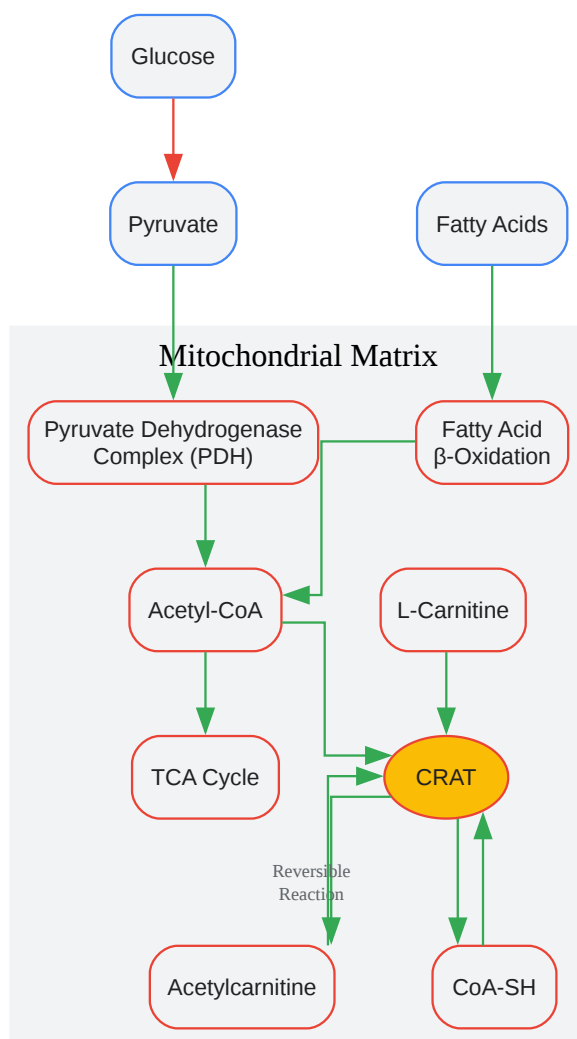 Glucose
Pyruvate
Fatty Acids
Mitochondrial Matrix
Pyruvate Dehydrogenase
Complex (PDH)
Fatty Acid
β-Oxidation
Acetyl-CoA
L-Carnitine
TCA Cycle
CRAT
Reversible
Reaction
Acetylcarnitine
CoA-SH